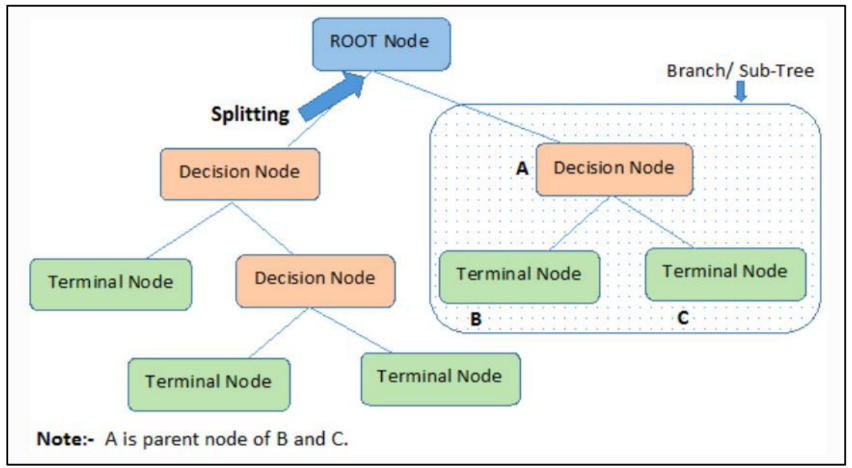 ROOT Node
Branch/ Sub-Tree
Splitting
Decision Node
A
Decision Node
Terminal Node
Decision Node
Terminal Node
Terminal Node
B
C
Terminal Node
Terminal Node
Note:- A is parent node of B and C.